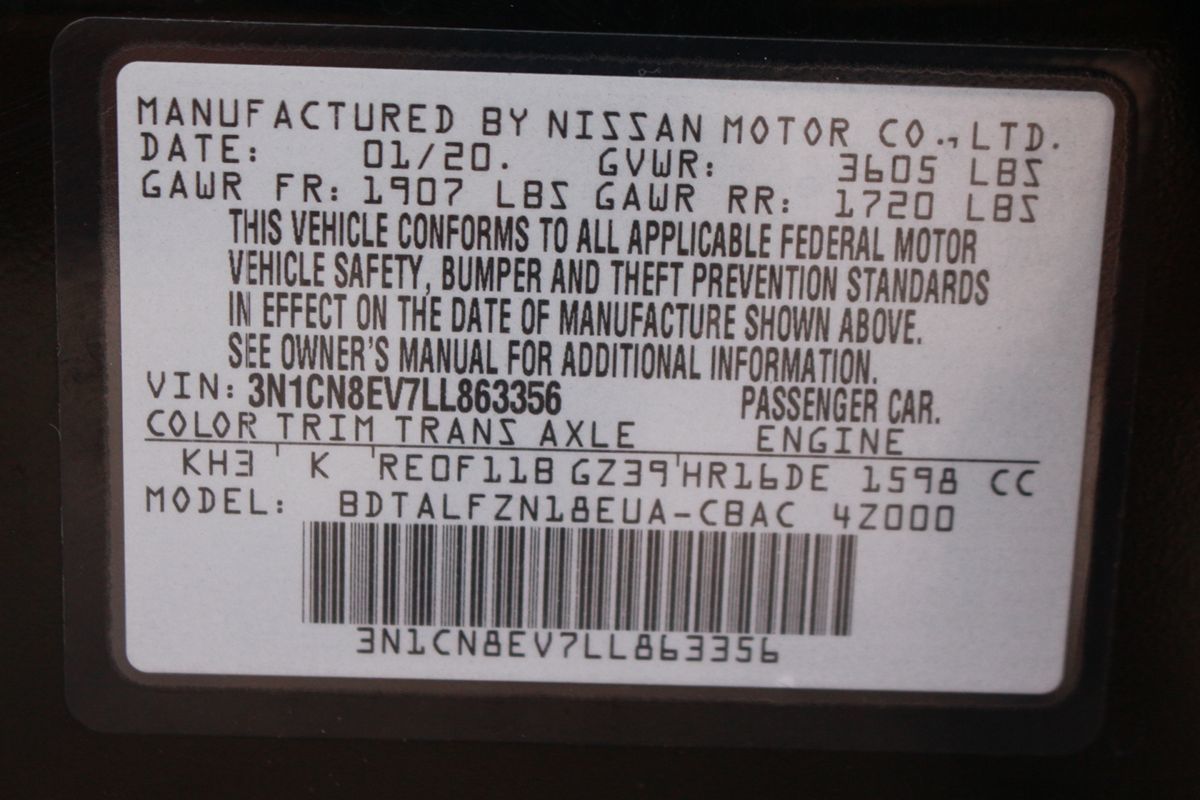 MANUFACTURED BY NISSAN MOTOR CO.,LTD.
DATE: 01/20. GVWR: 3605 LBS
GAWR FR: 1907 LBS GAWR RR: 1720 LBS
THIS VEHICLE CONFORMS TO ALL APPLICABLE FEDERAL MOTOR
VEHICLE SAFETY, BUMPER AND THEFT PREVENTION STANDARDS
IN EFFECT ON THE DATE OF MANUFACTURE SHOWN ABOVE.
SEE OWNER'S MANUAL FOR ADDITIONAL INFORMATION.
VIN: 3N1CN8EV7LL863356 PASSENGER CAR.
COLOR TRIM TRANS AXLE ENGINE
KH3 ' K 'RE0F11B GZ39'HR16DE 1598 CC
MODEL: BDTALFZN18EUA-CBAC 4Z000
3N1CN8EV7LL863356